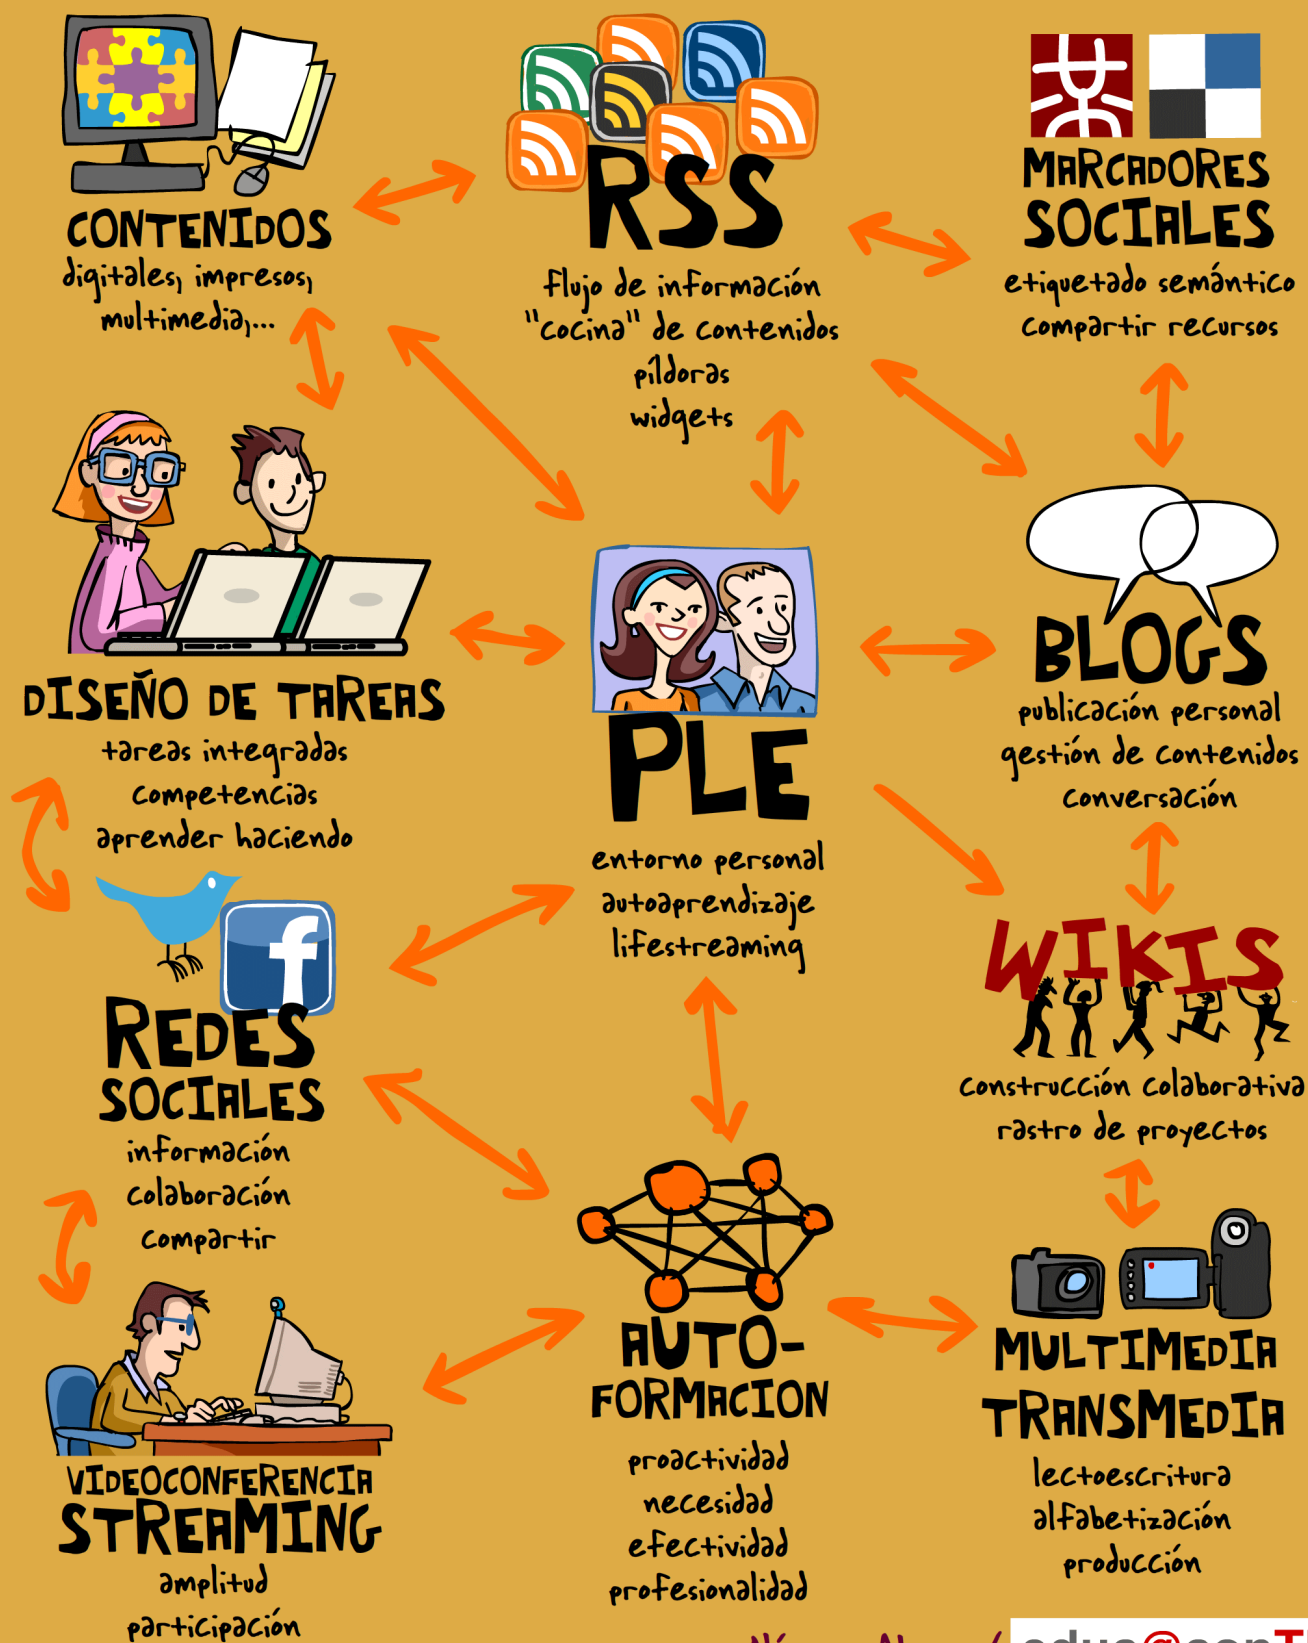 CONTENIDOS
digitales, impresos,
multimedia,...
RSS
flujo de información
"cocina" de contenidos
píldoras
widgets
MARCADORES
SOCIALES
etiquetado semántico
compartir recursos
DISEÑO DE TAREAS
tareas integradas
competencias
aprender haciendo
PLE
entorno personal
autoaprendizaje
lifestreaming
BLOGS
publicación personal
gestión de contenidos
conversación
f
REDES
SOCIALES
información
colaboración
compartir
WIKIS
construcción colaborativa
rastro de proyectos
VIDEOCONFERENCIA
STREAMING
amplitud
participación
AUTO-
FORMACION
proactividad
necesidad
efectividad
profesionalidad
MULTIMEDIA
TRANSMEDIA
lectoescritura
alfabetización
producción